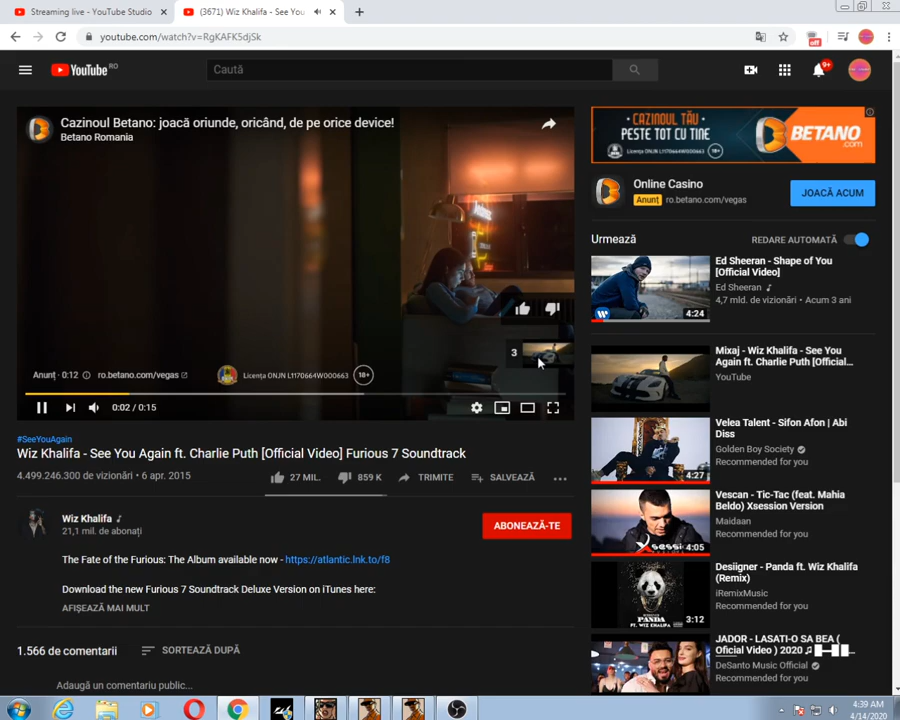 Streaming live - YouTube Studio
(3671) Wiz Khalifa - See You
youtube.com/watch?v=RgKAFK5djSk
off
YouTube RO
Caută
9+
Cazinoul Betano: joacă oriunde, oricând, de pe orice device!
Betano Romania
3
Anunț · 0:12
ro.betano.com/vegas
Licența ONJN L1170664W000663
18+
0:02 / 0:15
#SeeYouAgain
Wiz Khalifa - See You Again ft. Charlie Puth [Official Video] Furious 7 Soundtrack
4.499.246.300 de vizionări • 6 apr. 2015
27 MIL.
859 K
TRIMITE
SALVEAZĂ
Wiz Khalifa
21,1 mil. de abonați
ABONEAZĂ-TE
The Fate of the Furious: The Album available now - https://atlantic.lnk.to/f8
Download the new Furious 7 Soundtrack Deluxe Version on iTunes here:
AFIȘEAZĂ MAI MULT
1.566 de comentarii
SORTEAZĂ DUPĂ
Adaugă un comentariu public...
CAZINOUL TĂU
PESTE TOT CU TINE
Licența ONJN L1170664W000663
18+
BETANO
.com
Online Casino
Anunț ro.betano.com/vegas
JOACĂ ACUM
Urmează
REDARE AUTOMATĂ
4:24
Ed Sheeran - Shape of You
[Official Video]
Ed Sheeran
4,7 mld. de vizionări • Acum 3 ani
Mixaj - Wiz Khalifa - See You
Again ft. Charlie Puth [Official...
YouTube
4:27
Velea Talent - Sifon Afon | Abi
Diss
Golden Boy Society
Recommended for you
4:05
Vescan - Tic-Tac (feat. Mahia
Beldo) Xsession Version
Maidaan
Recommended for you
PANDA
FT. WIZ KHALIFA
3:12
Desiigner - Panda ft. Wiz Khalifa
(Remix)
iRemixMusic
Recommended for you
JADOR - LASATI-O SA BEA (
Oficial Video ) 2020
DeSanto Music Official
Recommended for you
4:39 AM
4/14/2020